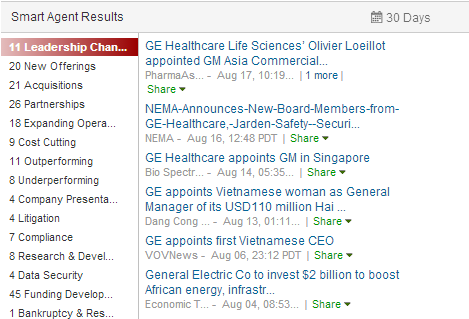 Smart Agent Results
30 Days
11 Leadership Chan...
20 New Offerings
21 Acquisitions
26 Partnerships
18 Expanding Opera...
9 Cost Cutting
11 Outperforming
8 Underperforming
4 Company Presenta...
4 Litigation
7 Compliance
8 Research & Devel...
4 Data Security
45 Funding Develop...
1 Bankruptcy & Res...
GE Healthcare Life Sciences’ Olivier Loeillot
appointed GM Asia Commercial...
PharmaAs... - Aug 17, 10:19... | 1 more |
Share
NEMA-Announces-New-Board-Members-from-
GE-Healthcare,-Jarden-Safety--Securi...
NEMA - Aug 16, 12:48 PDT | Share
GE Healthcare appoints GM in Singapore
Bio Spectr... - Aug 14, 05:35... | Share
GE appoints Vietnamese woman as General
Manager of its USD110 million Hai ...
Dang Cong ... - Aug 13, 01:11... | Share
GE appoints first Vietnamese CEO
VOVNews - Aug 09, 23:12 PDT | Share
General Electric Co to invest $2 billion to boost
African energy, infrastr...
Economic T... - Aug 04, 08:53... | Share